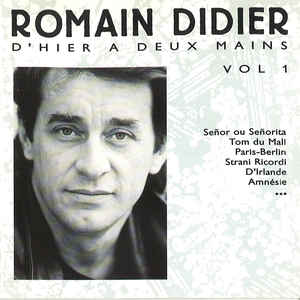 ROMAIN DIDIER
D'HIER A DEUX MAINS
VOL 1
Señor ou Señorita
Tom du Mali
Paris-Berlin
Strani Ricordi
D'Irlande
Amnésie
...